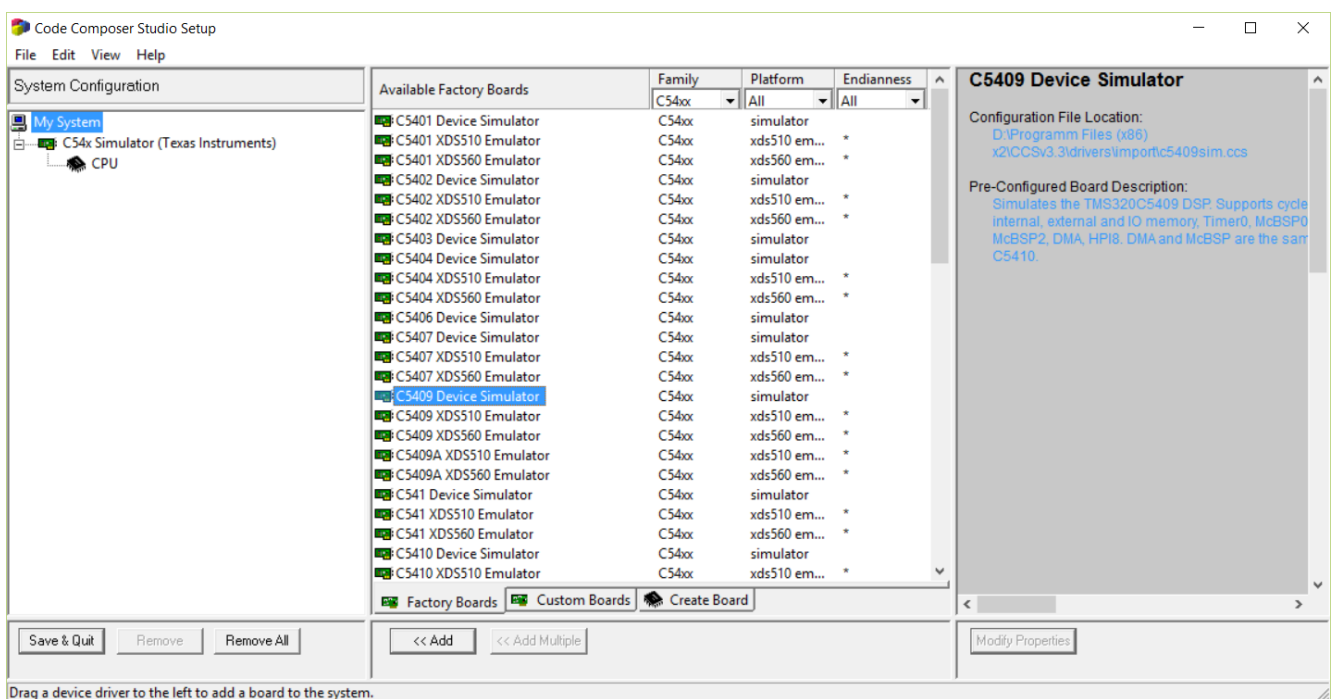 Code Composer Studio Setup
File Edit View Help
System Configuration
My System
C54x Simulator (Texas Instruments)
CPU
Available Factory Boards Family Platform Endianness
C54xx All All
C5401 Device Simulator C54xx simulator
C5401 XDS510 Emulator C54xx xds510 em... *
C5401 XDS560 Emulator C54xx xds560 em... *
C5402 Device Simulator C54xx simulator
C5402 XDS510 Emulator C54xx xds510 em... *
C5402 XDS560 Emulator C54xx xds560 em... *
C5403 Device Simulator C54xx simulator
C5404 Device Simulator C54xx simulator
C5404 XDS510 Emulator C54xx xds510 em... *
C5404 XDS560 Emulator C54xx xds560 em... *
C5406 Device Simulator C54xx simulator
C5407 Device Simulator C54xx simulator
C5407 XDS510 Emulator C54xx xds510 em... *
C5407 XDS560 Emulator C54xx xds560 em... *
C5409 Device Simulator C54xx simulator
C5409 XDS510 Emulator C54xx xds510 em... *
C5409 XDS560 Emulator C54xx xds560 em... *
C5409A XDS510 Emulator C54xx xds510 em... *
C5409A XDS560 Emulator C54xx xds560 em... *
C541 Device Simulator C54xx simulator
C541 XDS510 Emulator C54xx xds510 em... *
C541 XDS560 Emulator C54xx xds560 em... *
C5410 Device Simulator C54xx simulator
C5410 XDS510 Emulator C54xx xds510 em... *
Factory Boards Custom Boards Create Board
C5409 Device Simulator
Configuration File Location:
D:\Programm Files (x86)
x2\CCSv3.3\drivers\import\c5409sim.ccs
Pre-Configured Board Description:
Simulates the TMS320C5409 DSP. Supports cycle
internal, external and IO memory, Timer0, McBSP0
McBSP2, DMA, HPI8. DMA and McBSP are the sam
C5410.
Save & Quit Remove Remove All << Add << Add Multiple Modify Properties
Drag a device driver to the left to add a board to the system.